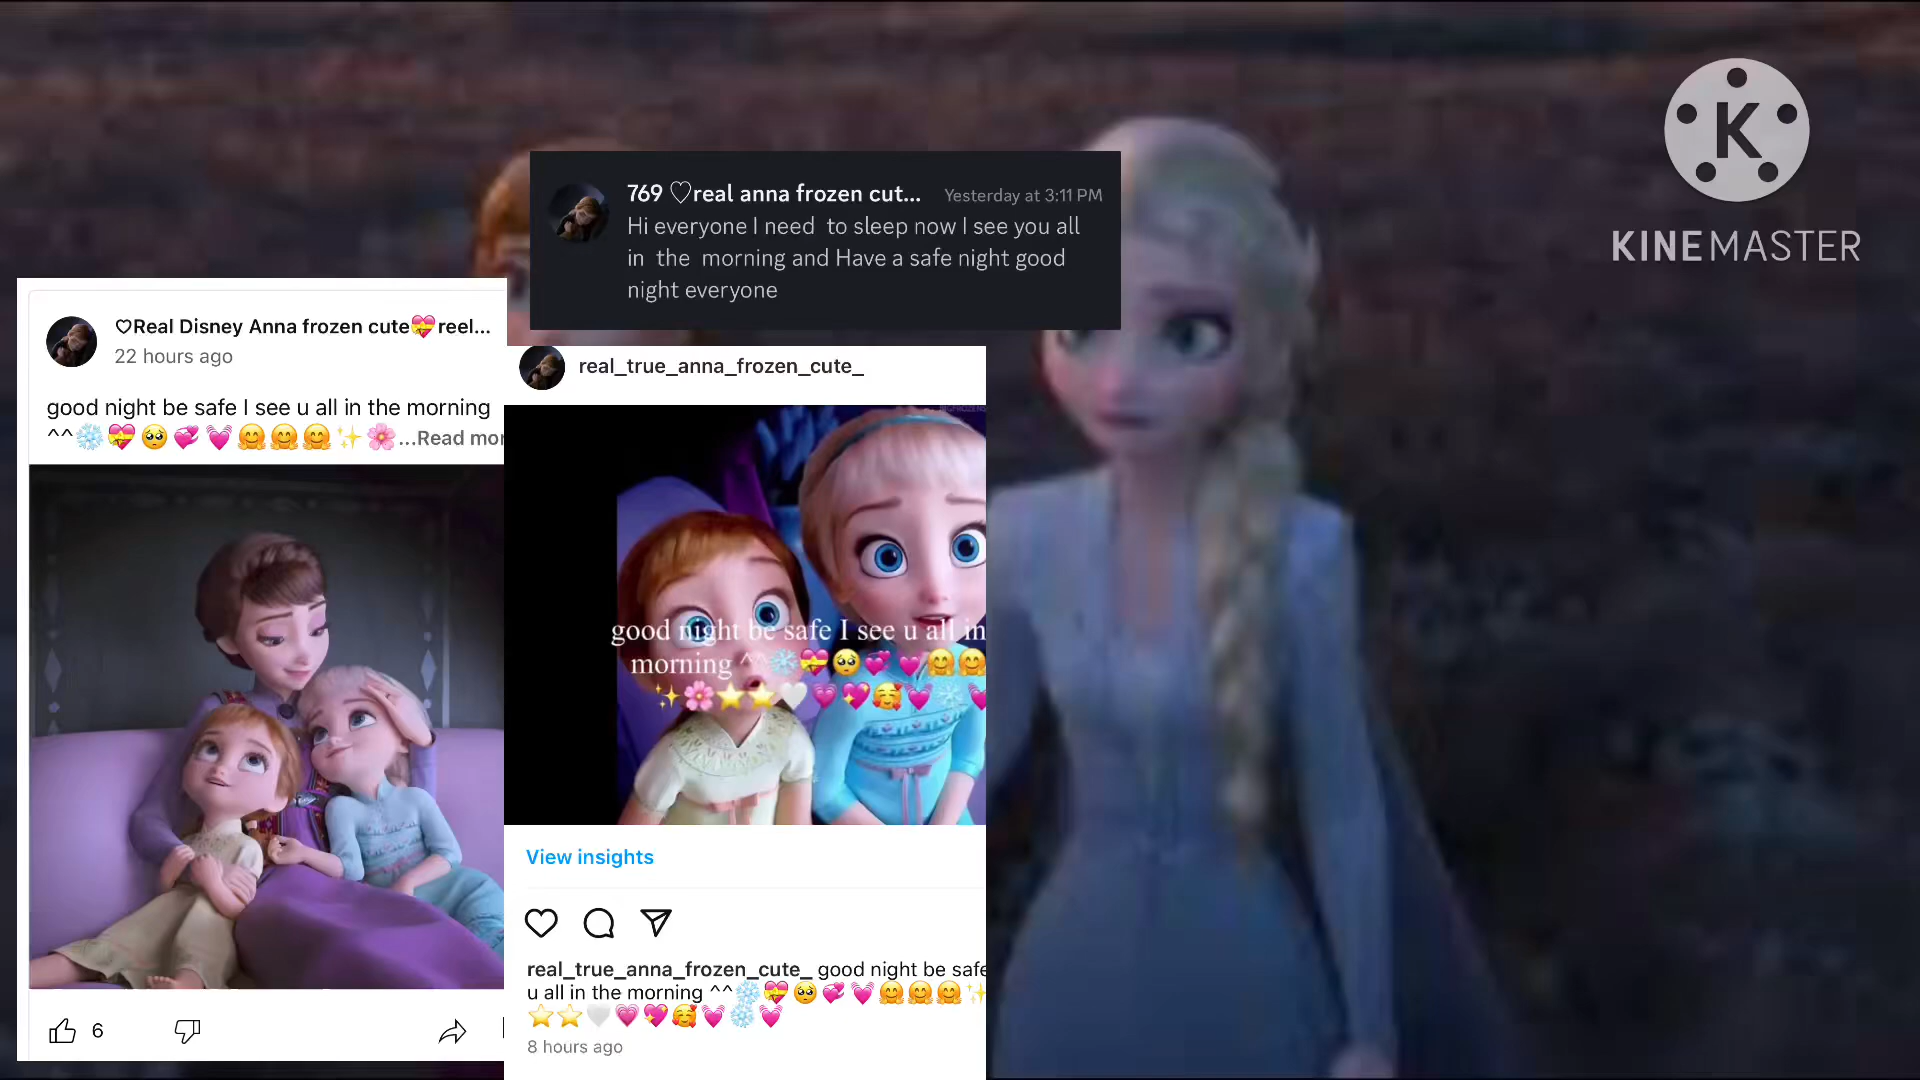 KINEMASTER
769 ♡real anna frozen cut... Yesterday at 3:11 PM
Hi everyone I need  to sleep now I see you all
in  the  morning and Have a safe night good
night everyone
♡Real Disney Anna frozen cute💝reel...
22 hours ago
good night be safe I see u all in the morning
^^❄️💝🥺💞💓🤗🤗🤗✨🌸...Read mor
6
real_true_anna_frozen_cute_
good night be safe I see u all in
morning ^^❄️💝🥺💞💓🤗🤗
✨🌸⭐⭐🤍💗💖🥰💓❄️💓
View insights
real_true_anna_frozen_cute_ good night be safe
u all in the morning ^^❄️💝🥺💞💓🤗🤗🤗✨
⭐⭐🤍💗💖🥰💓❄️💓
8 hours ago